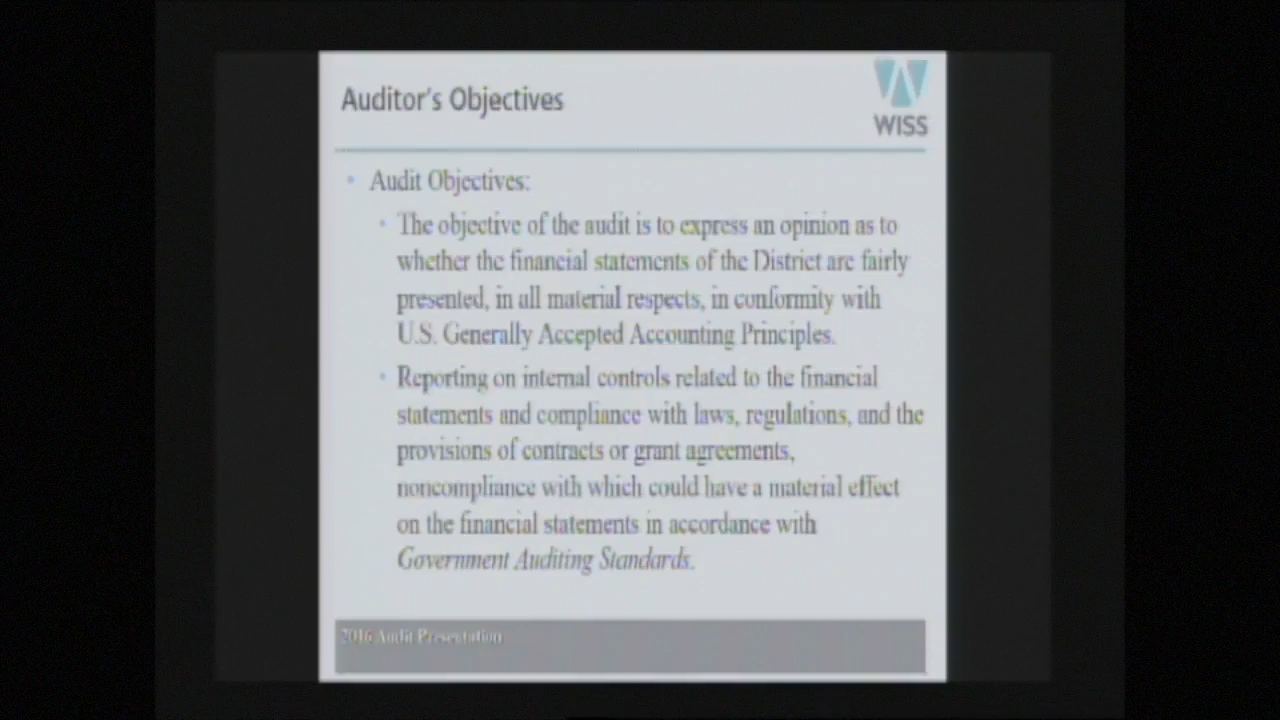 Auditor's Objectives
WISS
• Audit Objectives:
• The objective of the audit is to express an opinion as to
whether the financial statements of the District are fairly
presented, in all material respects, in conformity with
U.S. Generally Accepted Accounting Principles.
• Reporting on internal controls related to the financial
statements and compliance with laws, regulations, and the
provisions of contracts or grant agreements,
noncompliance with which could have a material effect
on the financial statements in accordance with
Government Auditing Standards.
2016 Audit Presentation